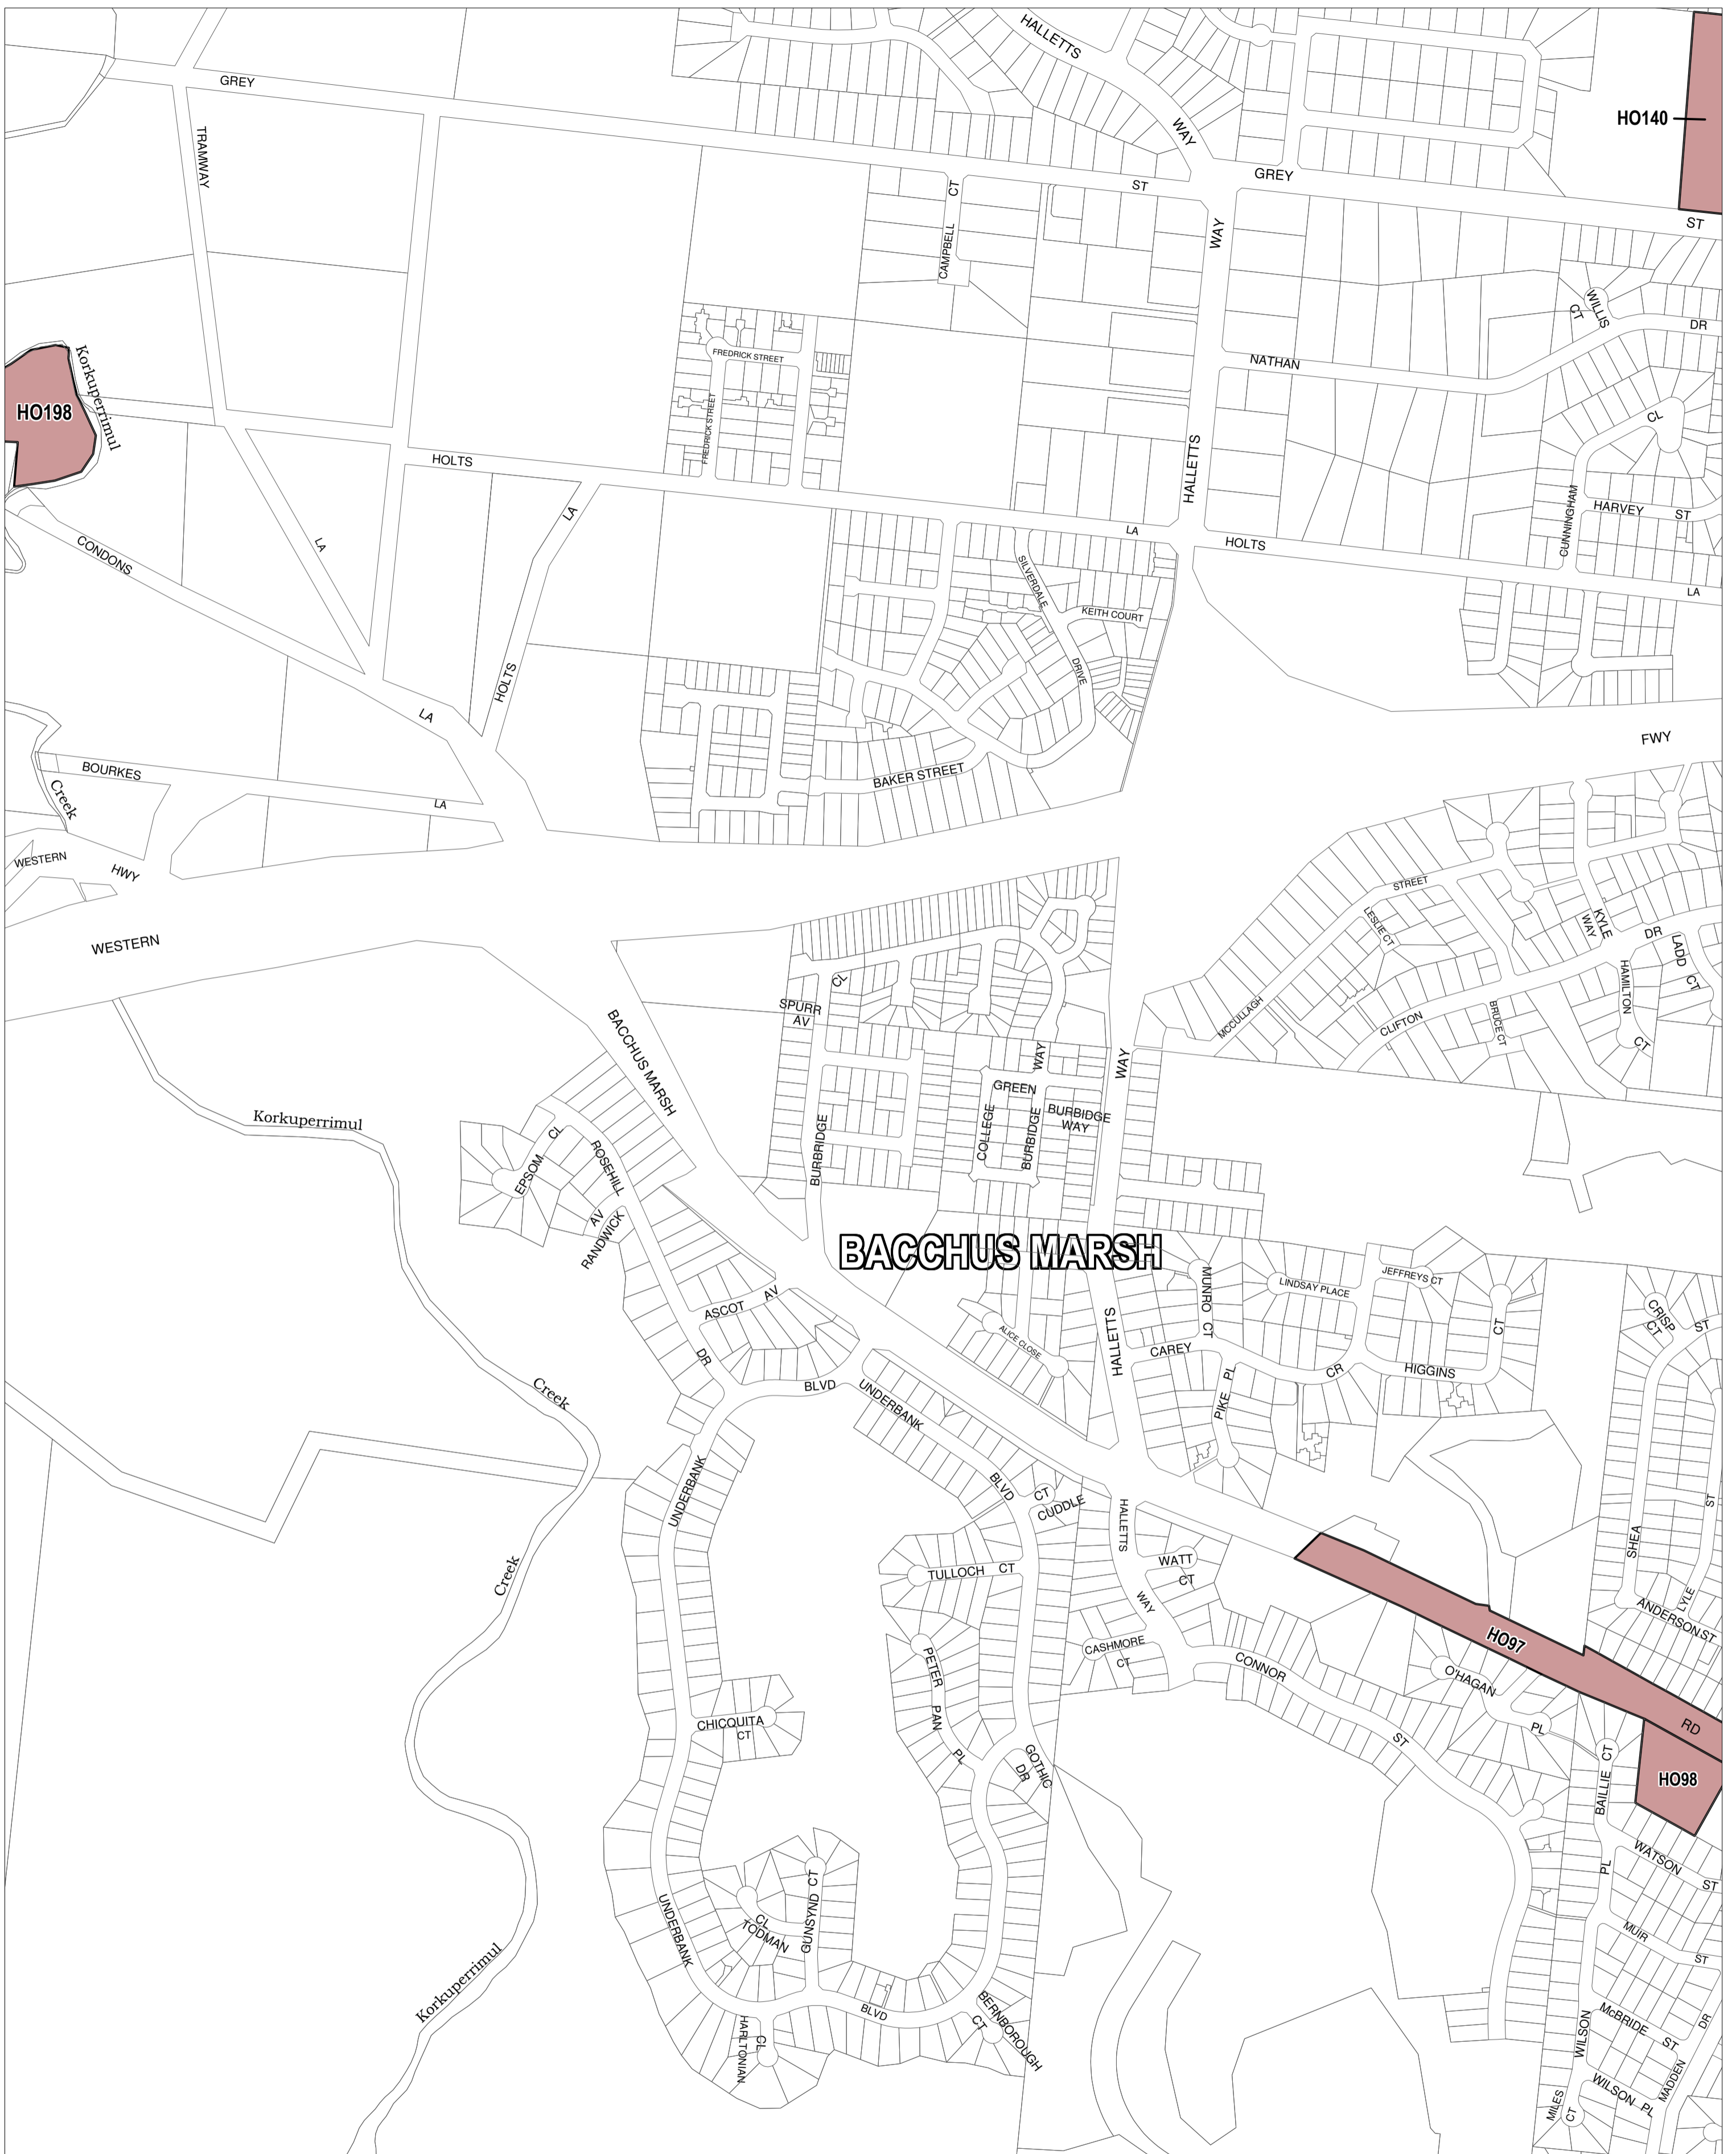 HALLETTS
WAY
GREY
HO140
TRAMWAY
GREY
ST
CT
CAMPBELL
WAY
ST
WILLIS
CT
DR
Korkuperrimul
HO198
FREDRICK STREET
FREDRICK STREET
NATHAN
CL
HOLTS
HALLETTS
LA
LA
HOLTS
CUNNINGHAM
HARVEY
ST
LA
CONDONS
LA
SILVERDALE
KEITH COURT
DRIVE
HOLTS
LA
FWY
BOURKES
LA
Creek
BAKER STREET
WESTERN
HWY
WESTERN
STREET
LESLIE CT
KYLE
WAY
DR
LADD
CT
HAMILTON
CT
MCCULLAGH
CLIFTON
BRUCE CT
SPURR
AV
CL
BACCHUS MARSH
WAY
WAY
GREEN
COLLEGE
BURBIDGE
BURBIDGE
WAY
BURBRIDGE
Korkuperrimul
EPSOM
CL
ROSEHILL
AV
RANDWICK
BACCHUS MARSH
ASCOT
AV
DR
MUNRO
CT
LINDSAY PLACE
JEFFREYS CT
CRISP
CT
ST
HALLETTS
ALICE CLOSE
CAREY
CR
HIGGINS
CT
PIKE
PL
BLVD
UNDERBANK
Creek
UNDERBANK
BLVD
CT
CUDDLE
HALLETTS
WAY
WATT
CT
SHEA
ST
LYLE
ANDERSON ST
Creek
TULLOCH
CT
CASHMORE
CT
CONNOR
ST
HO97
O'HAGAN
PL
RD
HO98
PETER
PAN
PL
CHICQUITA
CT
GOTHIC
DR
BAILLIE
CT
WATSON
ST
PL
UNDERBANK
CL
TODMAN
GUNSYND
CT
MUIR
ST
Korkuperrimul
BLVD
BERNBOROUGH
CT
HARLTONIAN
CL
WILSON
McBRIDE
ST
DR
MADDEN
WILSON
PL
MILES
CT